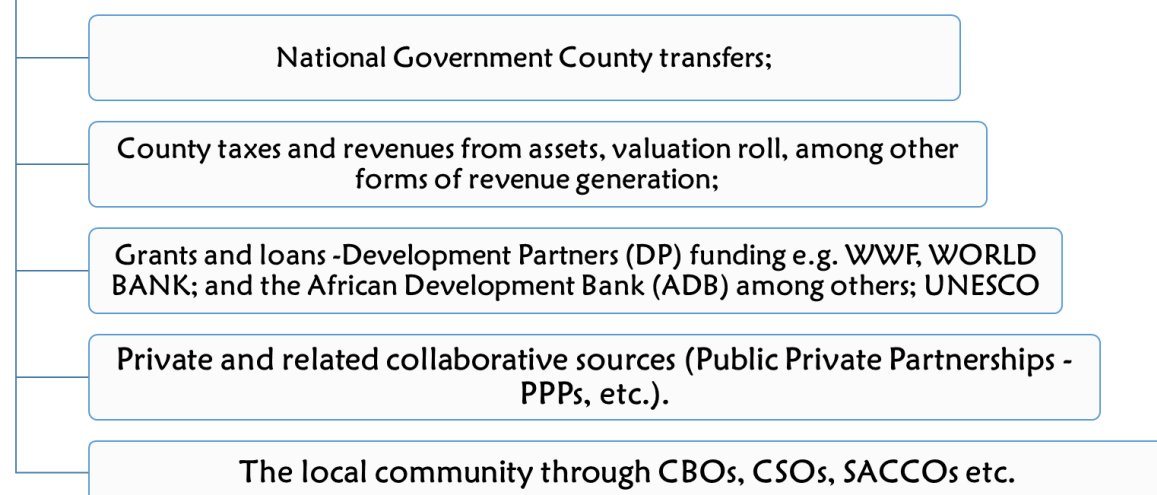 National Government County transfers;
County taxes and revenues from assets, valuation roll, among other
forms of revenue generation;
Grants and loans -Development Partners (DP) funding e.g. WWF, WORLD
BANK; and the African Development Bank (ADB) among others; UNESCO
Private and related collaborative sources (Public Private Partnerships -
PPPs, etc.).
The local community through CBOs, CSOs, SACCOs etc.